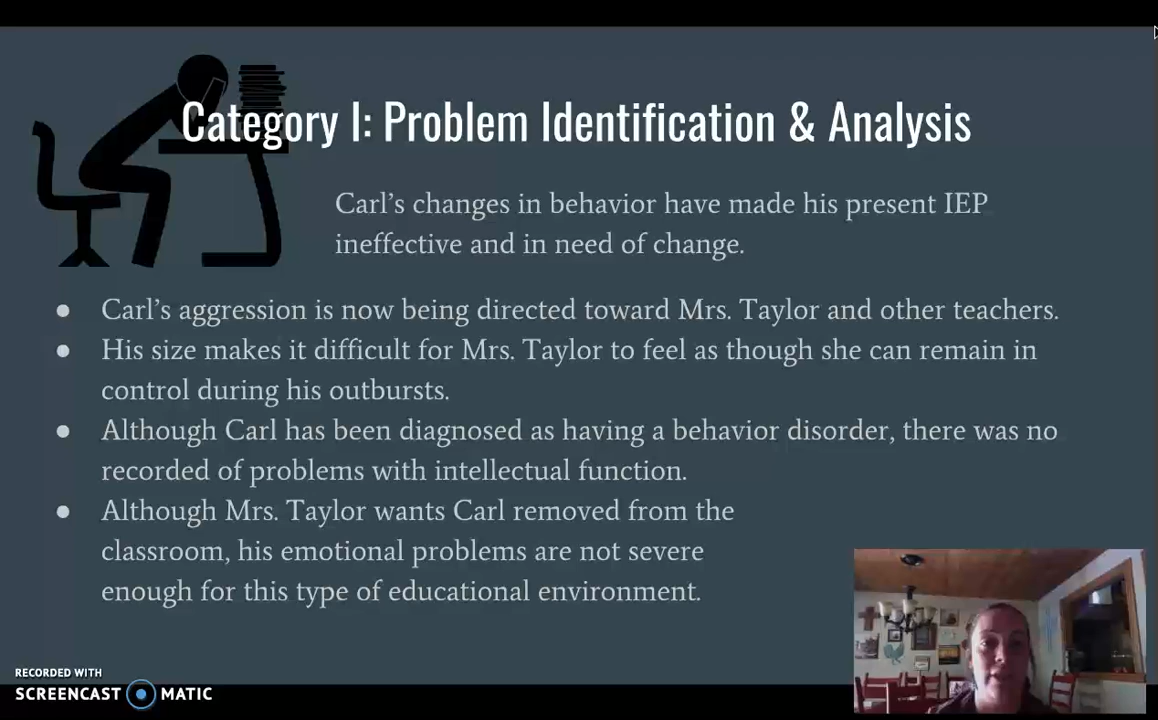 Category I: Problem Identification & Analysis
Carl's changes in behavior have made his present IEP
ineffective and in need of change.
● Carl's aggression is now being directed toward Mrs. Taylor and other teachers.
● His size makes it difficult for Mrs. Taylor to feel as though she can remain in
control during his outbursts.
● Although Carl has been diagnosed as having a behavior disorder, there was no
recorded of problems with intellectual function.
● Although Mrs. Taylor wants Carl removed from the
classroom, his emotional problems are not severe
enough for this type of educational environment.
RECORDED WITH
SCREENCAST MATIC